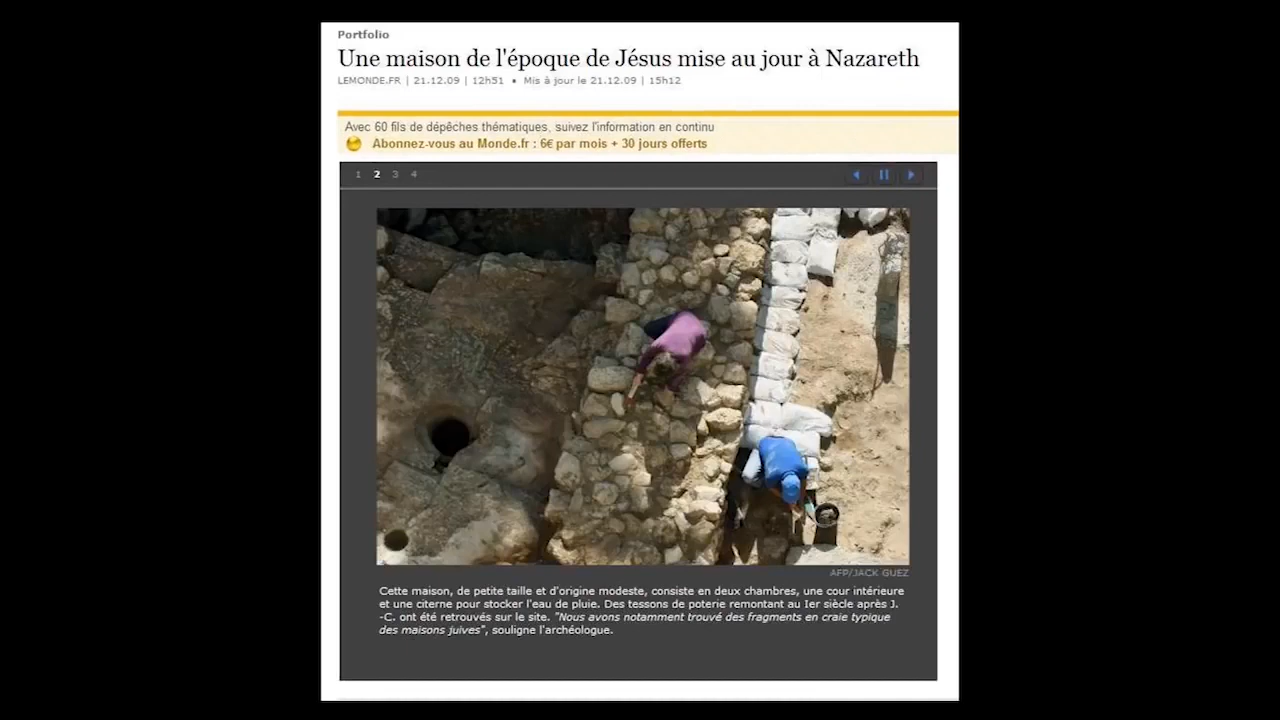 Portfolio
Une maison de l'époque de Jésus mise au jour à Nazareth
LEMONDE.FR | 21.12.09 | 12h51 • Mis à jour le 21.12.09 | 15h12
Avec 60 fils de dépêches thématiques, suivez l'information en continu
Abonnez-vous au Monde.fr : 6€ par mois + 30 jours offerts
1 2 3 4
AFP/JACK GUEZ
Cette maison, de petite taille et d'origine modeste, consiste en deux chambres, une cour intérieure
et une citerne pour stocker l'eau de pluie. Des tessons de poterie remontant au Ier siècle après J.
-C. ont été retrouvés sur le site. "Nous avons notamment trouvé des fragments en craie typique
des maisons juives", souligne l'archéologue.